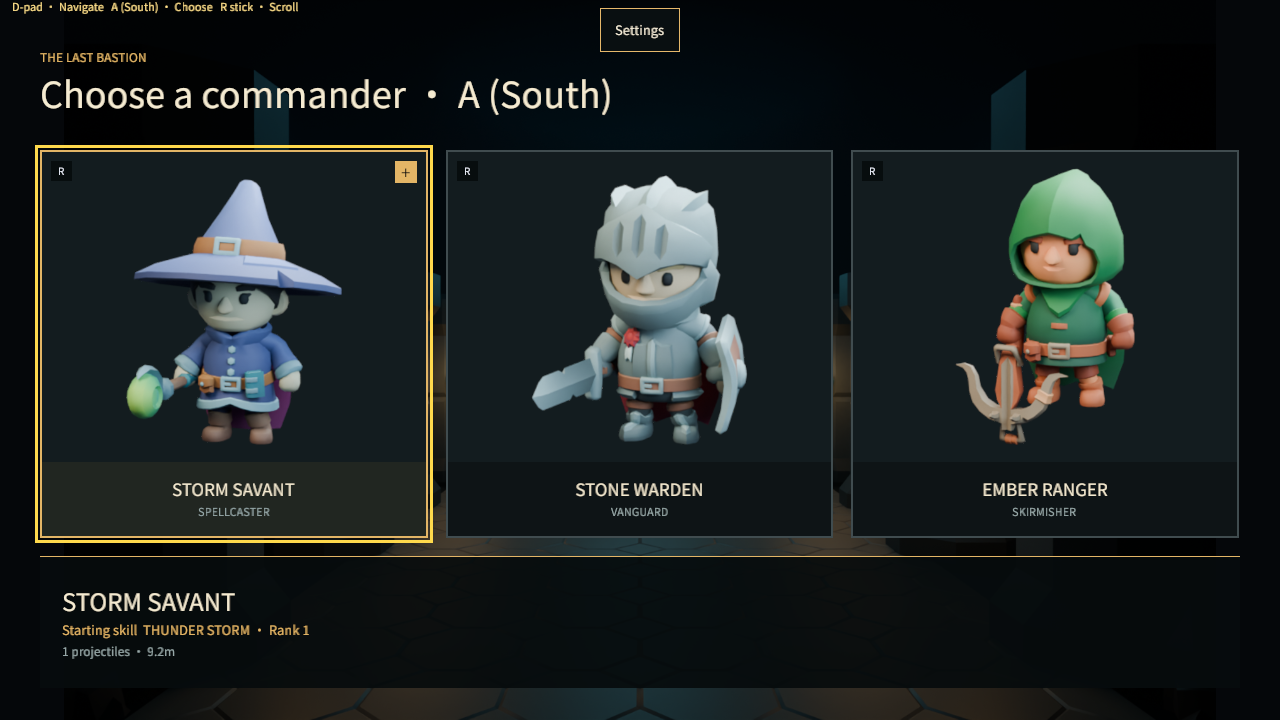 D-pad • Navigate A (South) • Choose R stick • Scroll
Settings
THE LAST BASTION
Choose a commander • A (South)
R
+
R
R
STORM SAVANT
SPELLCASTER
STONE WARDEN
VANGUARD
EMBER RANGER
SKIRMISHER
STORM SAVANT
Starting skill THUNDER STORM • Rank 1
1 projectiles • 9.2m